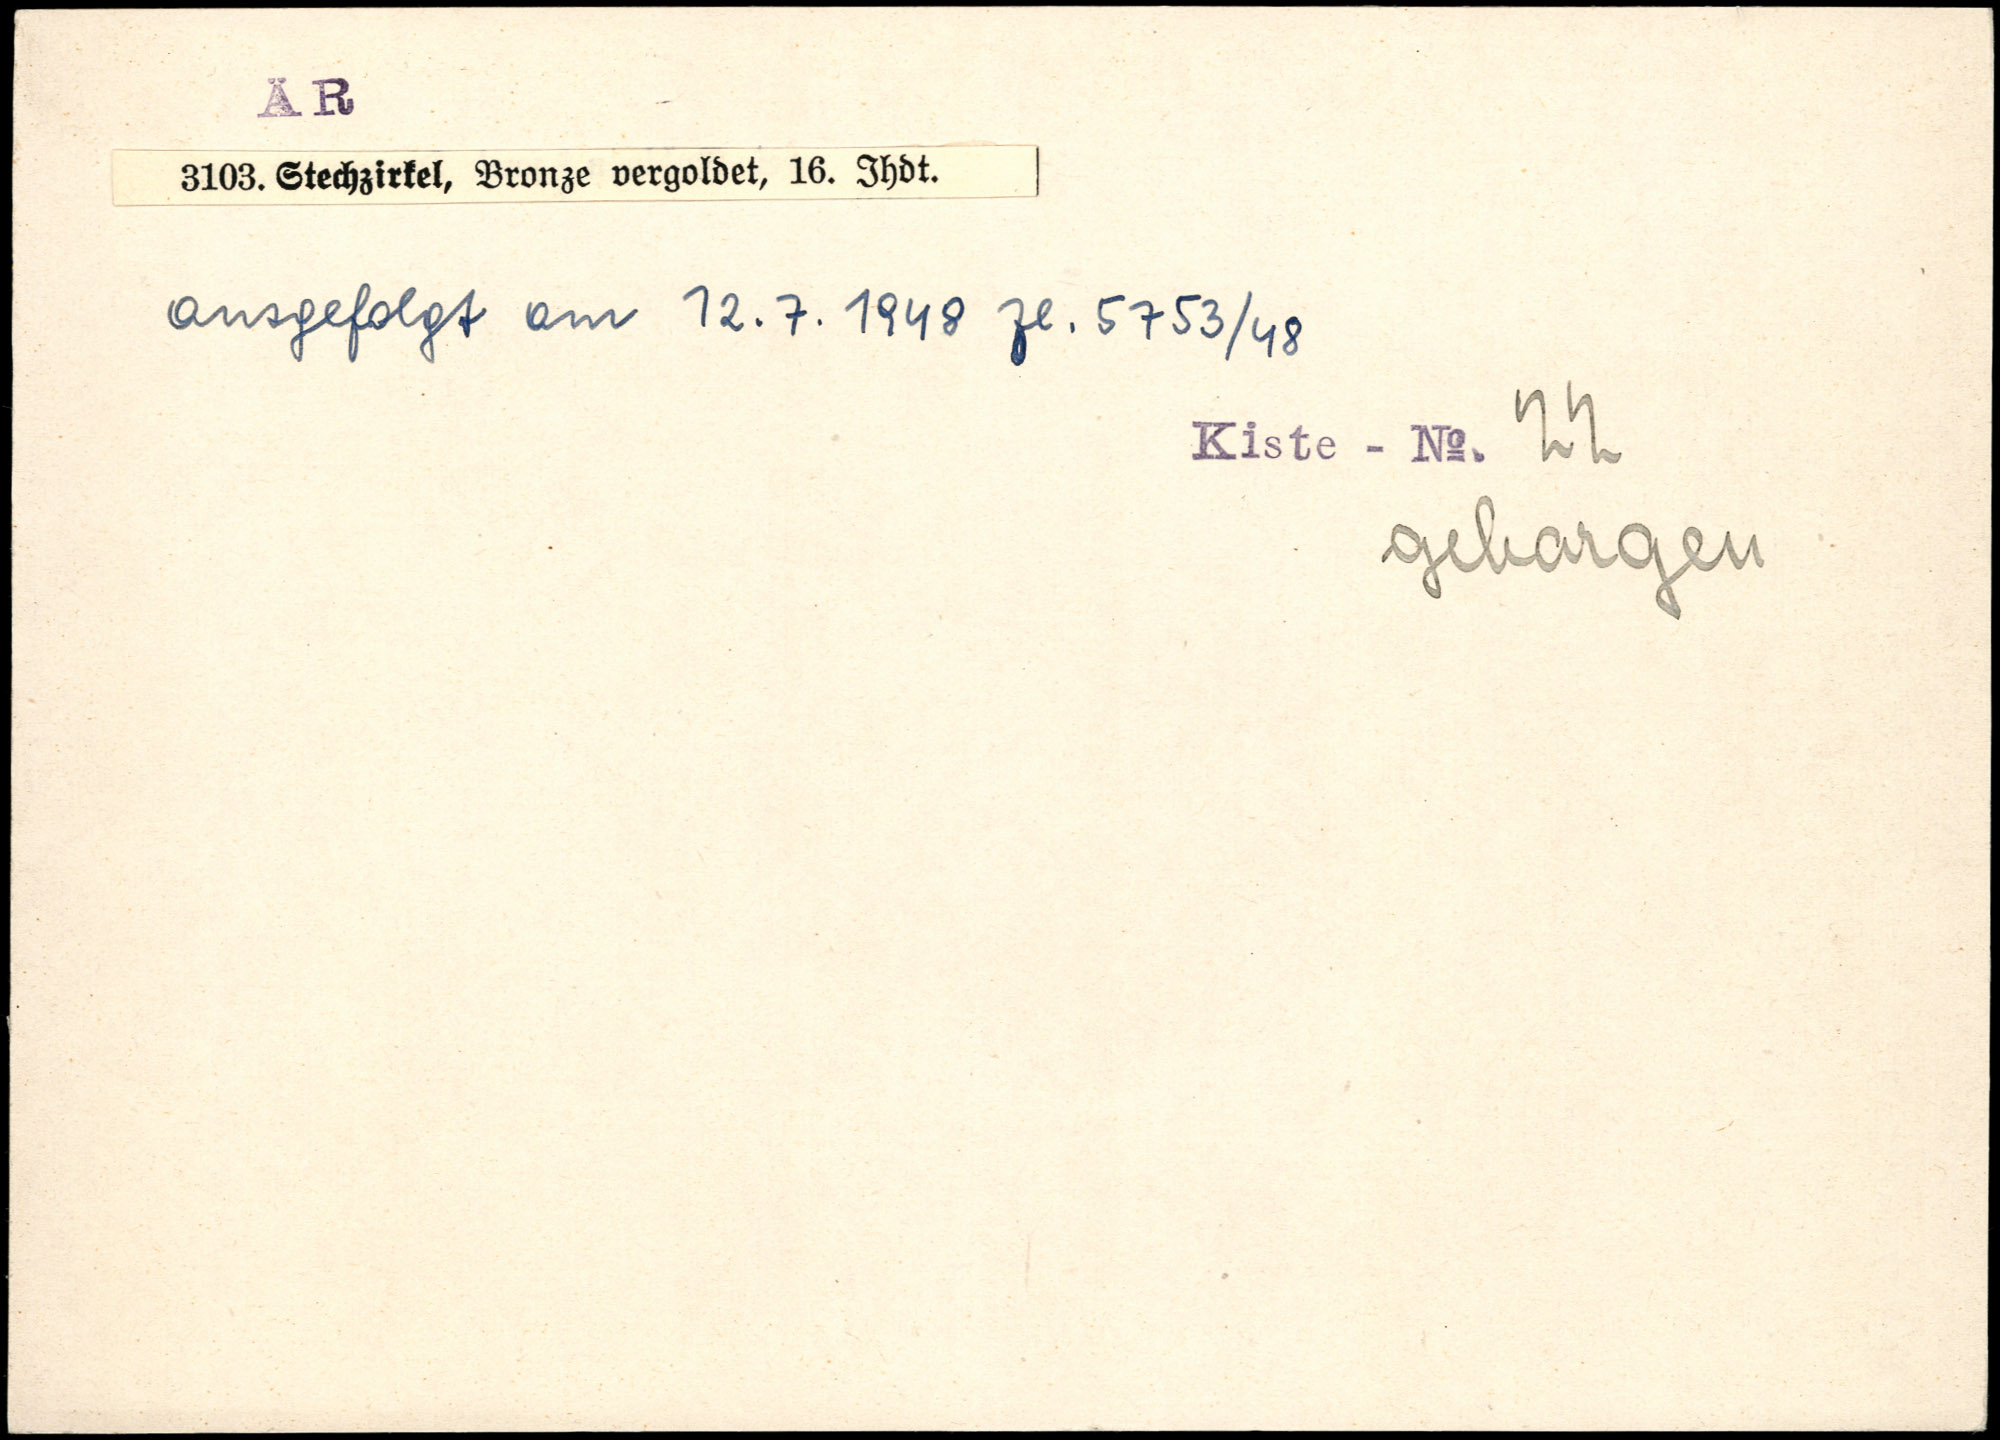 ÄR
3103. Stechzirkel, Bronze vergoldet, 16. Jhdt.
ausgefolgt am 12.7. 1948 Zl. 5753/48
Kiste - №. 22
geborgen